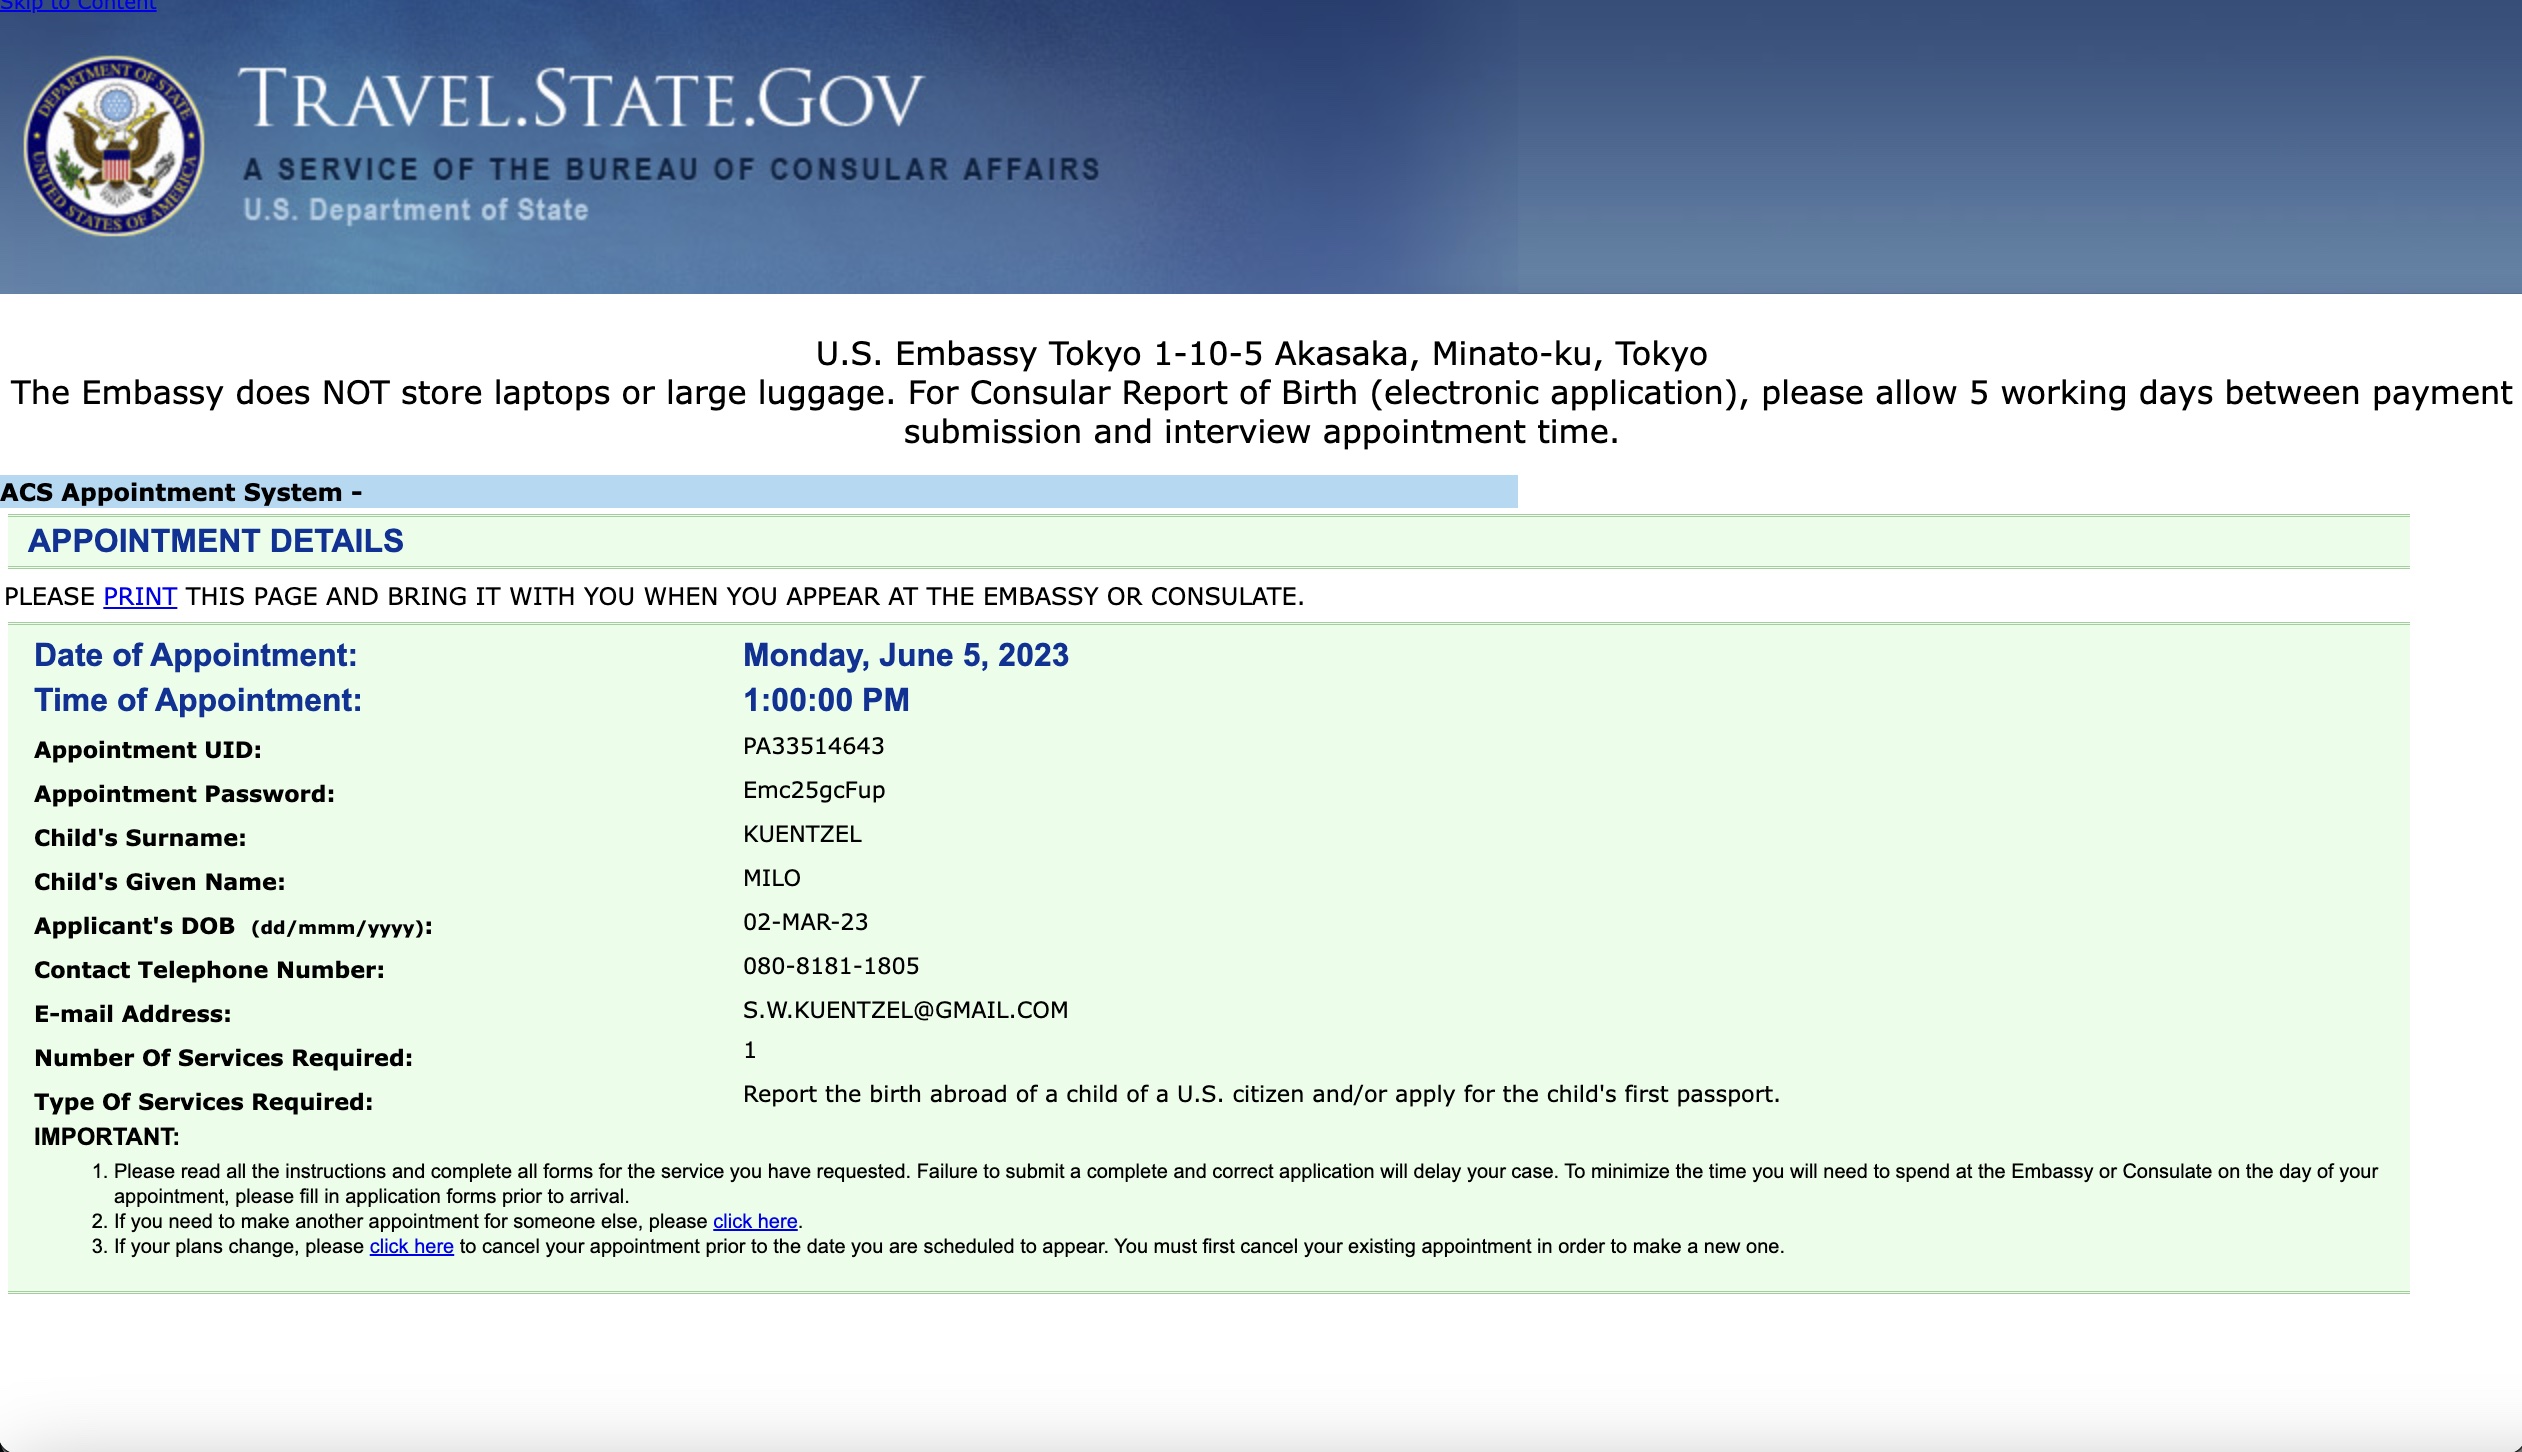 Skip to Content
TRAVEL.STATE.GOV
A SERVICE OF THE BUREAU OF CONSULAR AFFAIRS
U.S. Department of State
DEPARTMENT OF STATE
UNITED STATES OF AMERICA
U.S. Embassy Tokyo 1-10-5 Akasaka, Minato-ku, Tokyo
The Embassy does NOT store laptops or large luggage. For Consular Report of Birth (electronic application), please allow 5 working days between payment
submission and interview appointment time.
ACS Appointment System -
APPOINTMENT DETAILS
PLEASE PRINT THIS PAGE AND BRING IT WITH YOU WHEN YOU APPEAR AT THE EMBASSY OR CONSULATE.
Date of Appointment: Monday, June 5, 2023
Time of Appointment: 1:00:00 PM
Appointment UID: PA33514643
Appointment Password: Emc25gcFup
Child's Surname: KUENTZEL
Child's Given Name: MILO
Applicant's DOB (dd/mmm/yyyy): 02-MAR-23
Contact Telephone Number: 080-8181-1805
E-mail Address: S.W.KUENTZEL@GMAIL.COM
Number Of Services Required: 1
Type Of Services Required: Report the birth abroad of a child of a U.S. citizen and/or apply for the child's first passport.
IMPORTANT:
1. Please read all the instructions and complete all forms for the service you have requested. Failure to submit a complete and correct application will delay your case. To minimize the time you will need to spend at the Embassy or Consulate on the day of your
appointment, please fill in application forms prior to arrival.
2. If you need to make another appointment for someone else, please click here.
3. If your plans change, please click here to cancel your appointment prior to the date you are scheduled to appear. You must first cancel your existing appointment in order to make a new one.